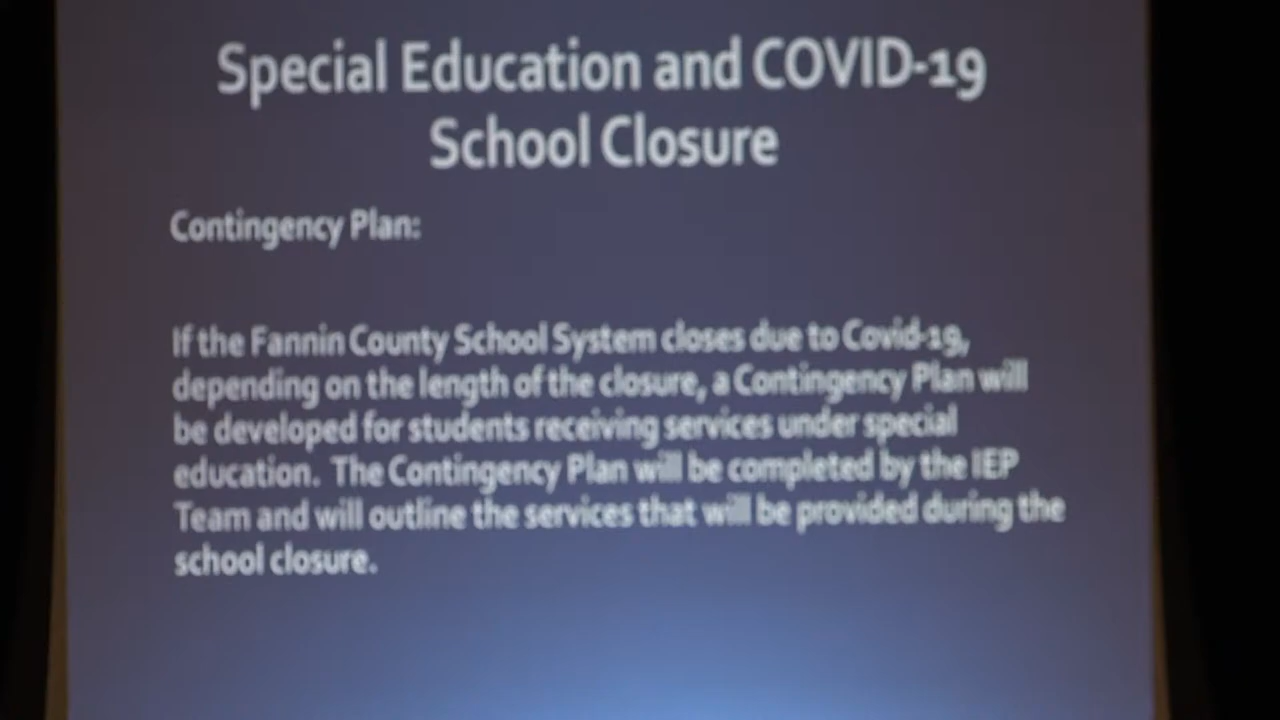 Special Education and COVID-19
School Closure
Contingency Plan:
If the Fannin County School System closes due to Covid-19,
depending on the length of the closure, a Contingency Plan will
be developed for students receiving services under special
education. The Contingency Plan will be completed by the IEP
Team and will outline the services that will be provided during the
school closure.